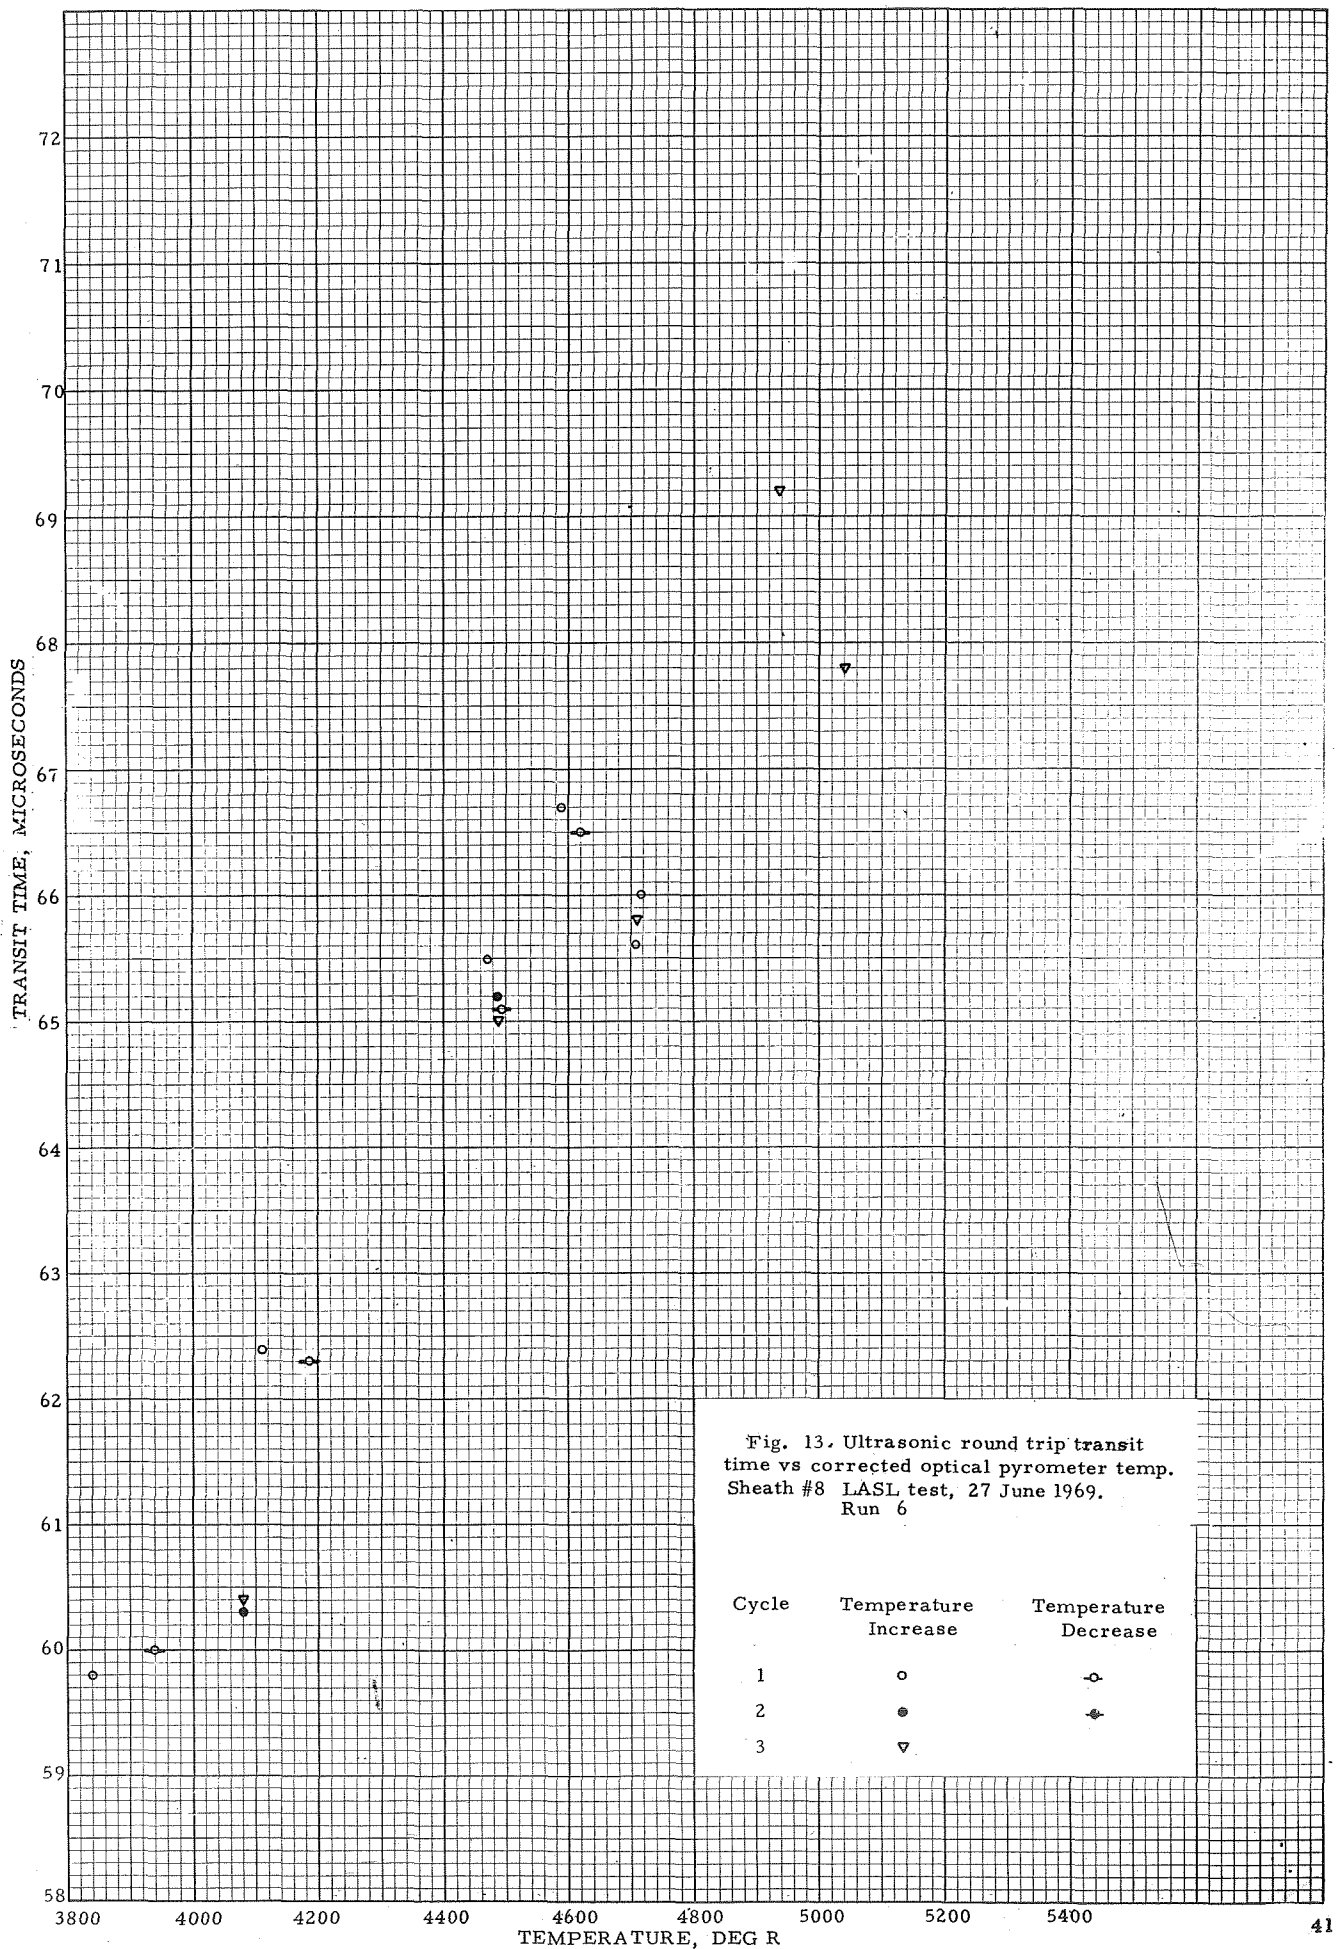 72
71
70
69
68
67
66
65
64
63
62
61
60
59
58
TRANSIT TIME, MICROSECONDS
Fig. 13. Ultrasonic round trip transit
time vs corrected optical pyrometer temp.
Sheath #8 LASL test, 27 June 1969.
Run 6
Cycle Temperature Increase Temperature Decrease
1
2
3
3800 4000 4200 4400 4600 4800 5000 5200 5400
TEMPERATURE, DEG R
41